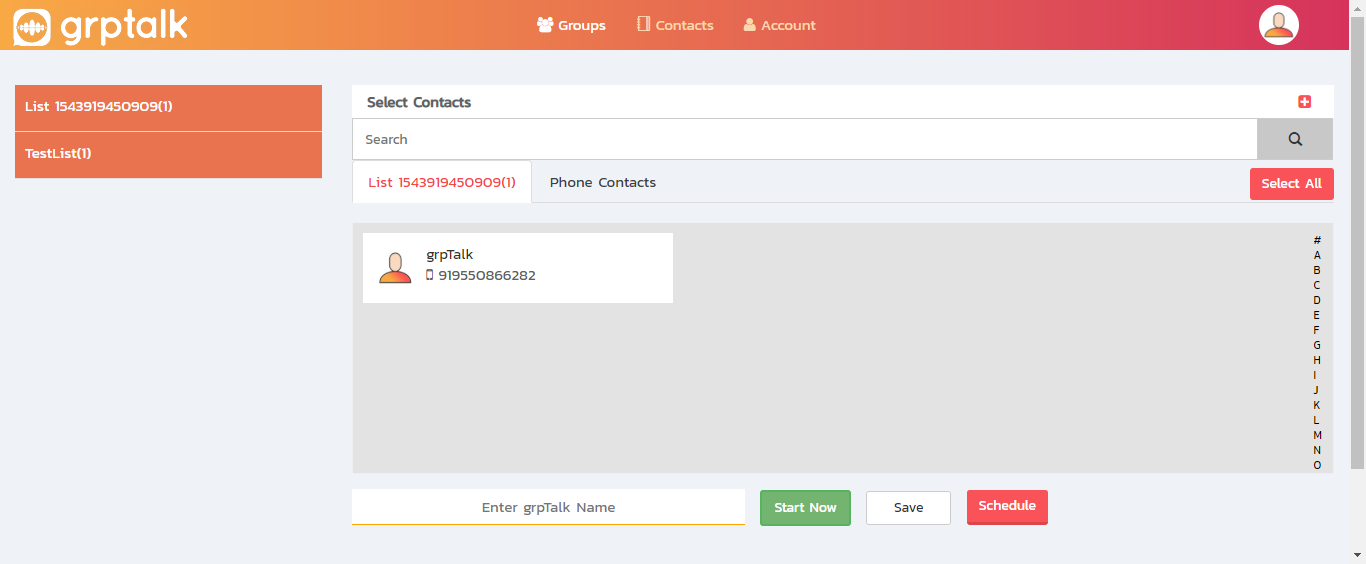 grptalk
Groups
Contacts
Account
List 1543919450909(1)
TestList(1)
Select Contacts
Search
List 1543919450909(1)
Phone Contacts
Select All
grpTalk
919550866282
#
A
B
C
D
E
F
G
H
I
J
K
L
M
N
O
Enter grpTalk Name
Start Now
Save
Schedule